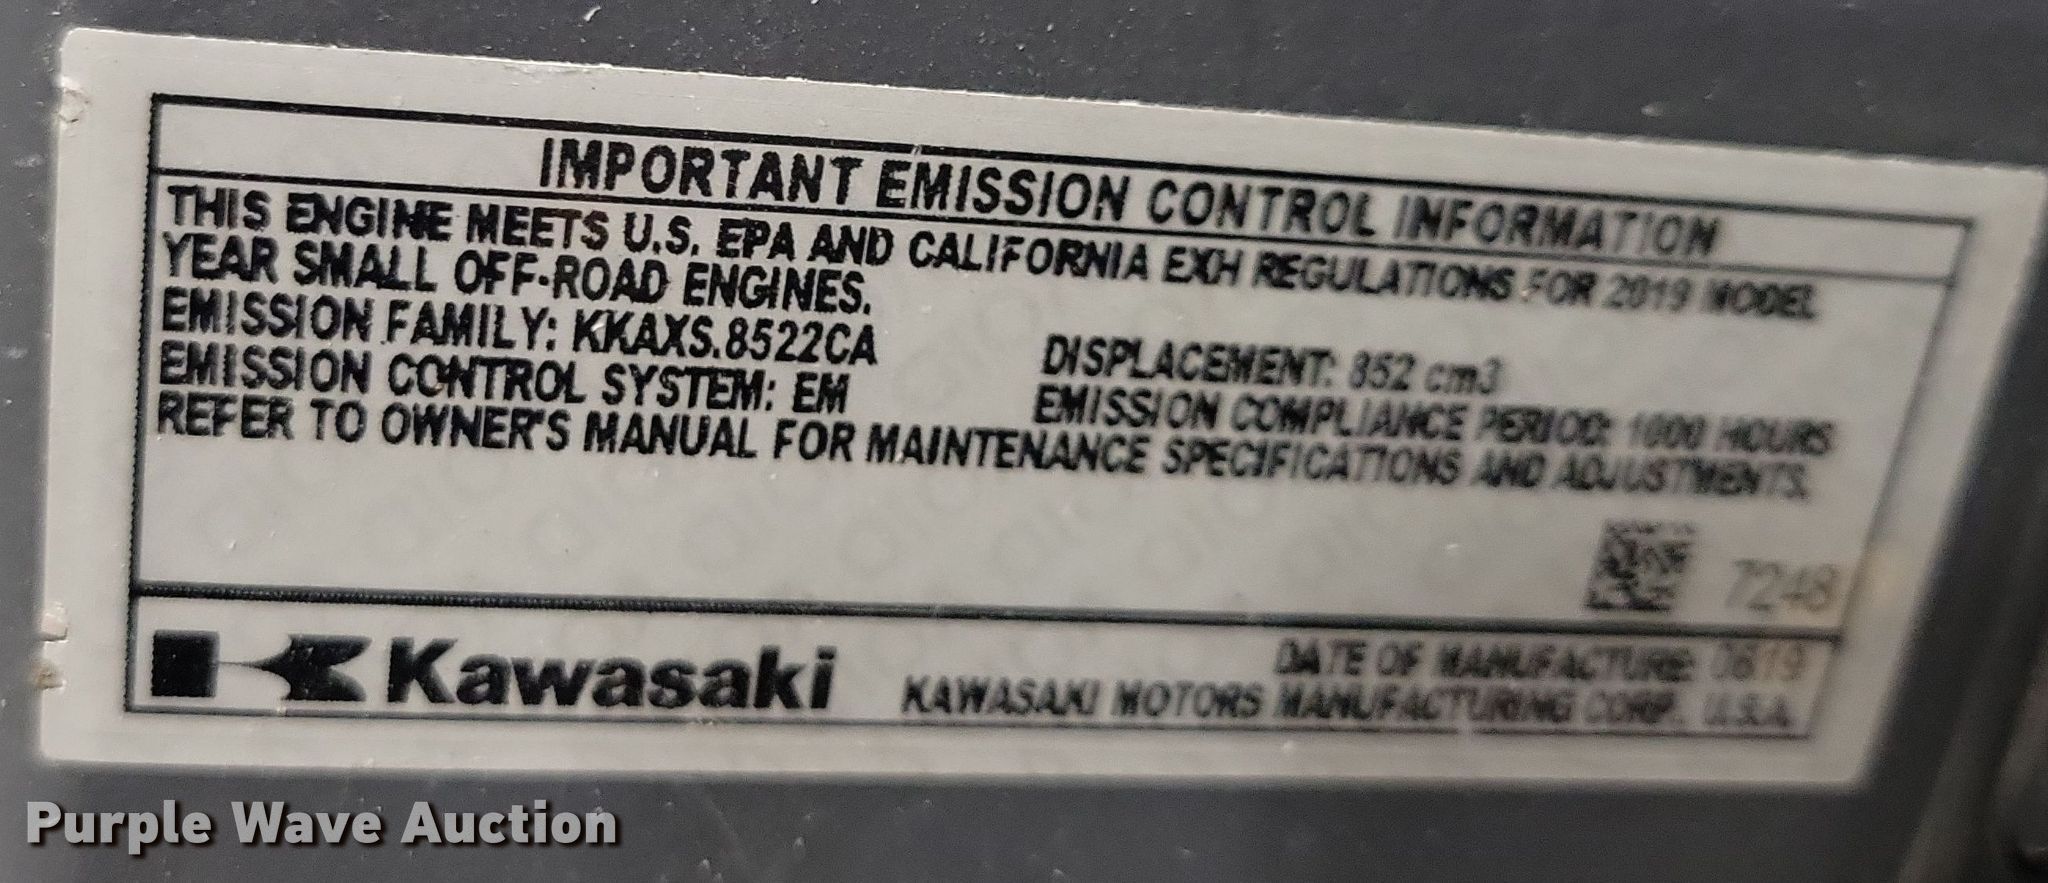 IMPORTANT EMISSION CONTROL INFORMATION
THIS ENGINE MEETS U.S. EPA AND CALIFORNIA EXH REGULATIONS FOR 2019 MODEL
YEAR SMALL OFF-ROAD ENGINES.
EMISSION FAMILY: KKAXS.8522CA DISPLACEMENT: 852 cm3
EMISSION CONTROL SYSTEM: EM EMISSION COMPLIANCE PERIOD: 1000 HOURS
REFER TO OWNER'S MANUAL FOR MAINTENANCE SPECIFICATIONS AND ADJUSTMENTS.
7248
Kawasaki
DATE OF MANUFACTURE: 0619
KAWASAKI MOTORS MANUFACTURING CORP. U.S.A.
Purple Wave Auction